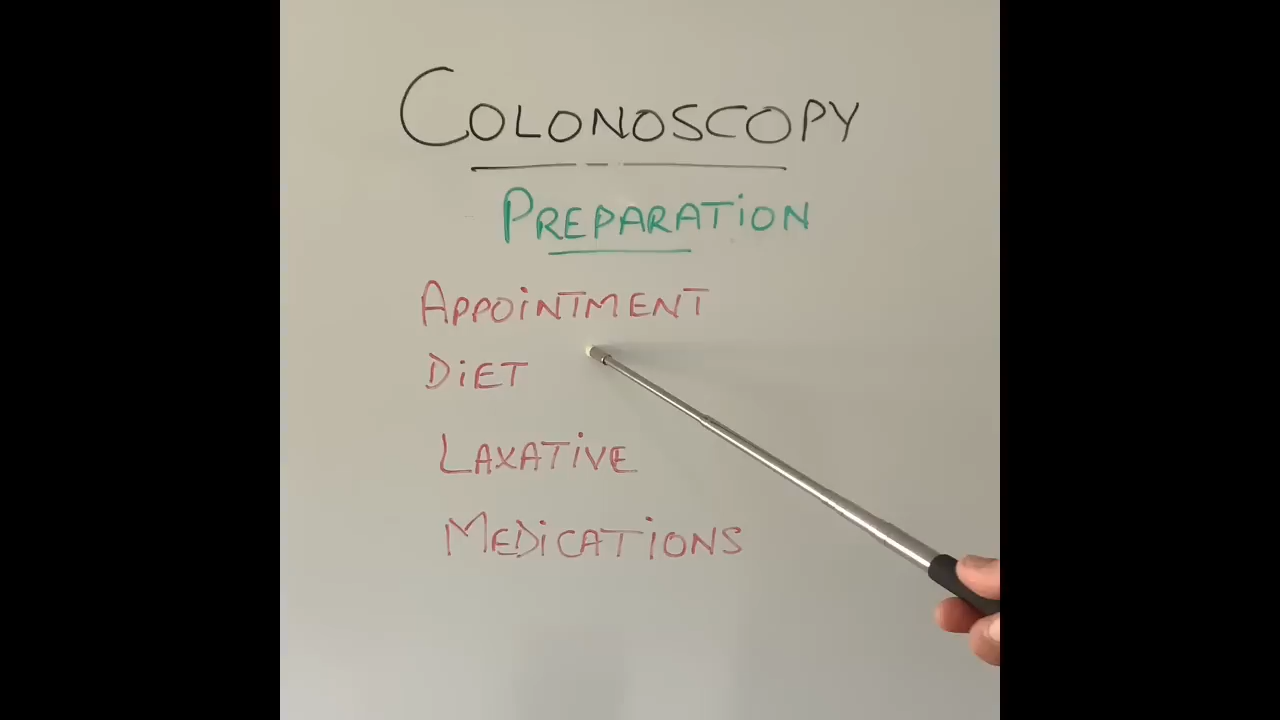 COLONOSCOPY
PREPARATION
APPOINTMENT
DiET
LAXATiVE
MEDiCATiONS